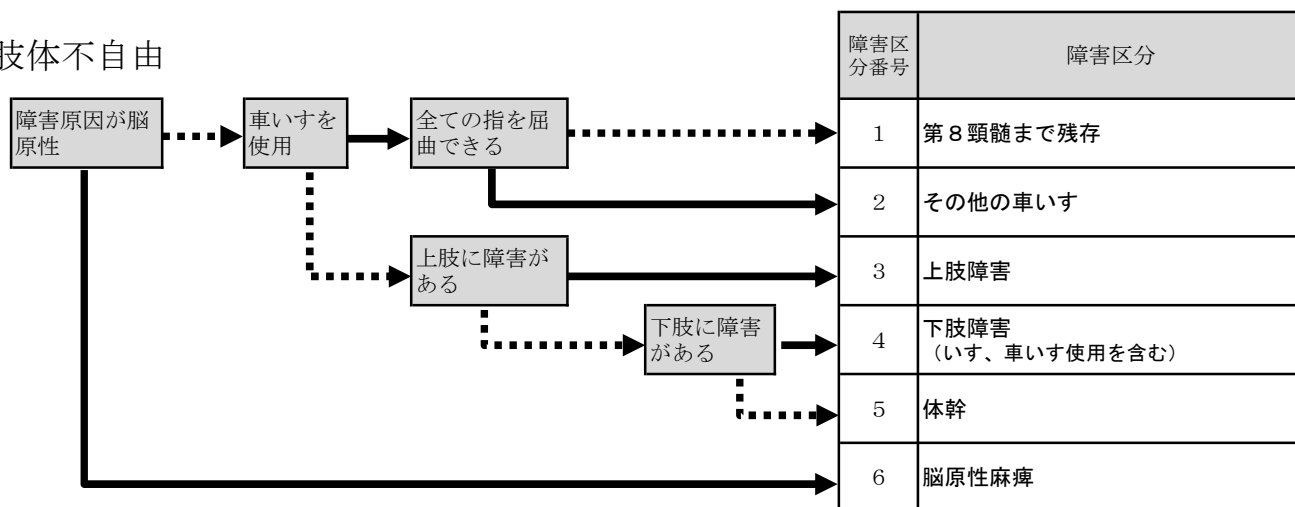 肢体不自由
障害原因が脳
原性
車いすを
使用
全ての指を屈
曲できる
上肢に障害が
ある
下肢に障害
がある
障害区
分番号
障害区分
1
第８頸髄まで残存
2
その他の車いす
3
上肢障害
4
下肢障害
（いす、車いす使用を含む）
5
体幹
6
脳原性麻痺